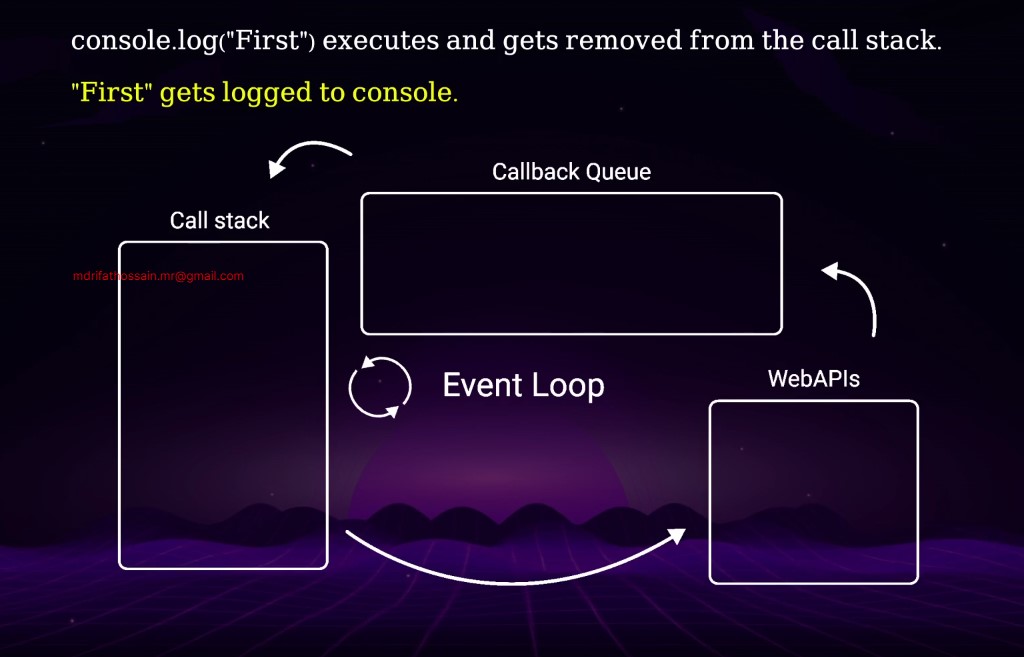 console.log("First") executes and gets removed from the call stack.
"First" gets logged to console.
Callback Queue
Call stack
mdrifathossain.mr@gmail.com
Event Loop
WebAPIs